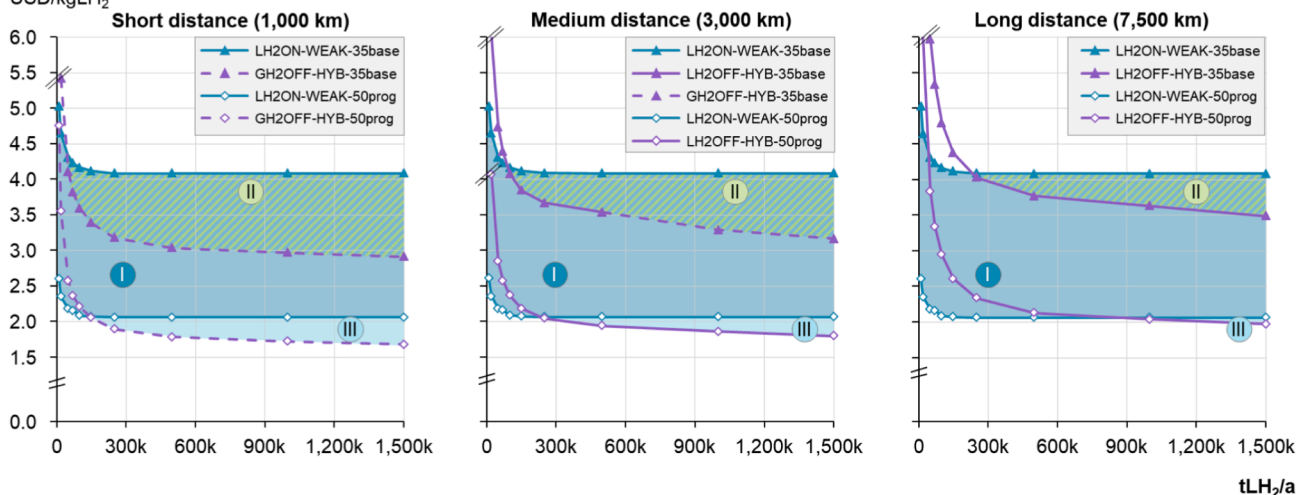 USD/kgLH₂
Short distance (1,000 km)
6.0
5.5
5.0
4.5
4.0
3.5
3.0
2.5
2.0
1.5
0.0
LH2ON-WEAK-35base
GH2OFF-HYB-35base
LH2ON-WEAK-50prog
GH2OFF-HYB-50prog
II
I
III
0 300k 600k 900k 1,200k 1,500k
Medium distance (3,000 km)
LH2ON-WEAK-35base
LH2OFF-HYB-35base
GH2OFF-HYB-35base
LH2ON-WEAK-50prog
LH2OFF-HYB-50prog
II
I
III
0 300k 600k 900k 1,200k 1,500k
Long distance (7,500 km)
LH2ON-WEAK-35base
LH2OFF-HYB-35base
LH2ON-WEAK-50prog
LH2OFF-HYB-50prog
II
I
III
0 300k 600k 900k 1,200k 1,500k
tLH₂/a